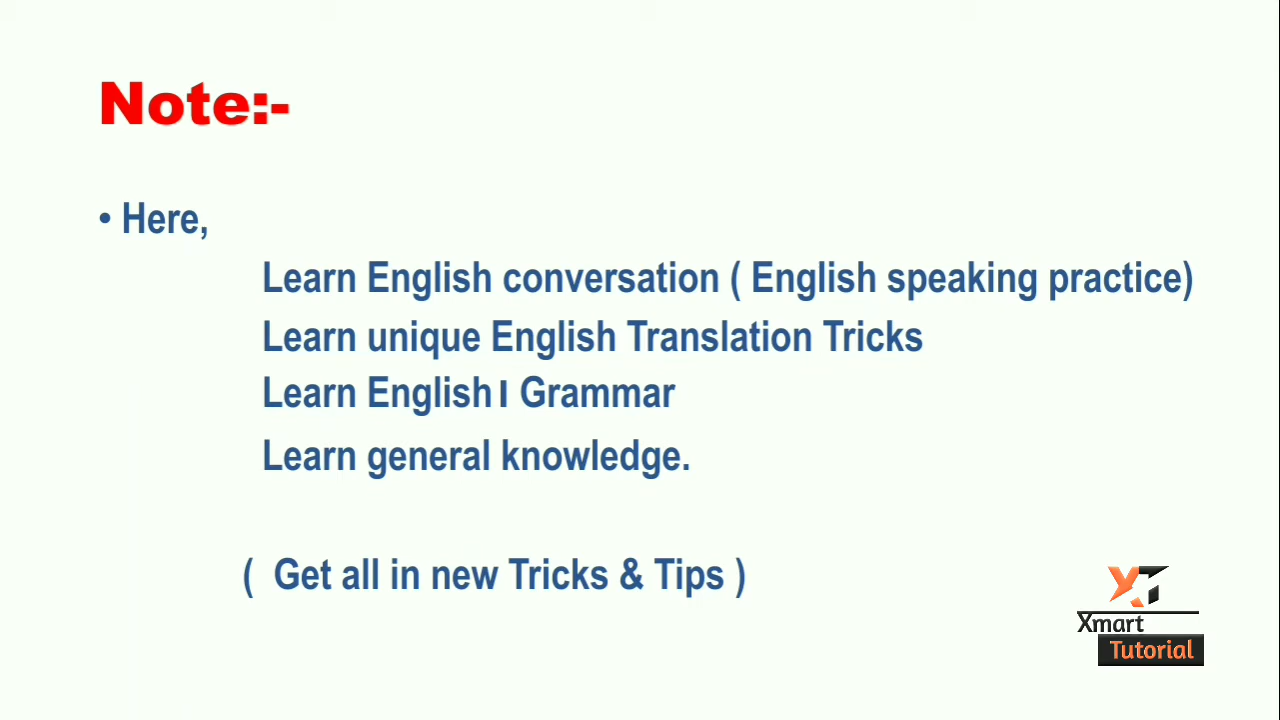 Note:-
• Here,
Learn English conversation ( English speaking practice)
Learn unique English Translation Tricks
Learn English I Grammar
Learn general knowledge.
( Get all in new Tricks & Tips )
XT
Xmart
Tutorial